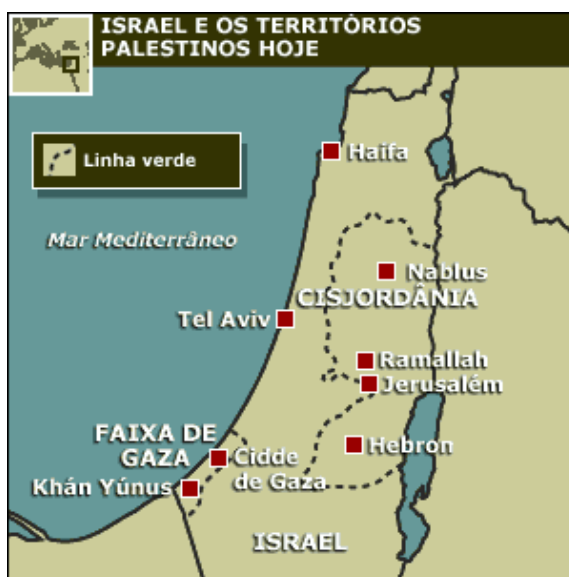 ISRAEL E OS TERRITÓRIOS
PALESTINOS HOJE
Linha verde
Haifa
Mar Mediterrâneo
Nablus
CISJORDÂNIA
Tel Aviv
Ramallah
Jerusalém
FAIXA DE
GAZA
Hebron
Cidde
de Gaza
Khán Yúnus
ISRAEL